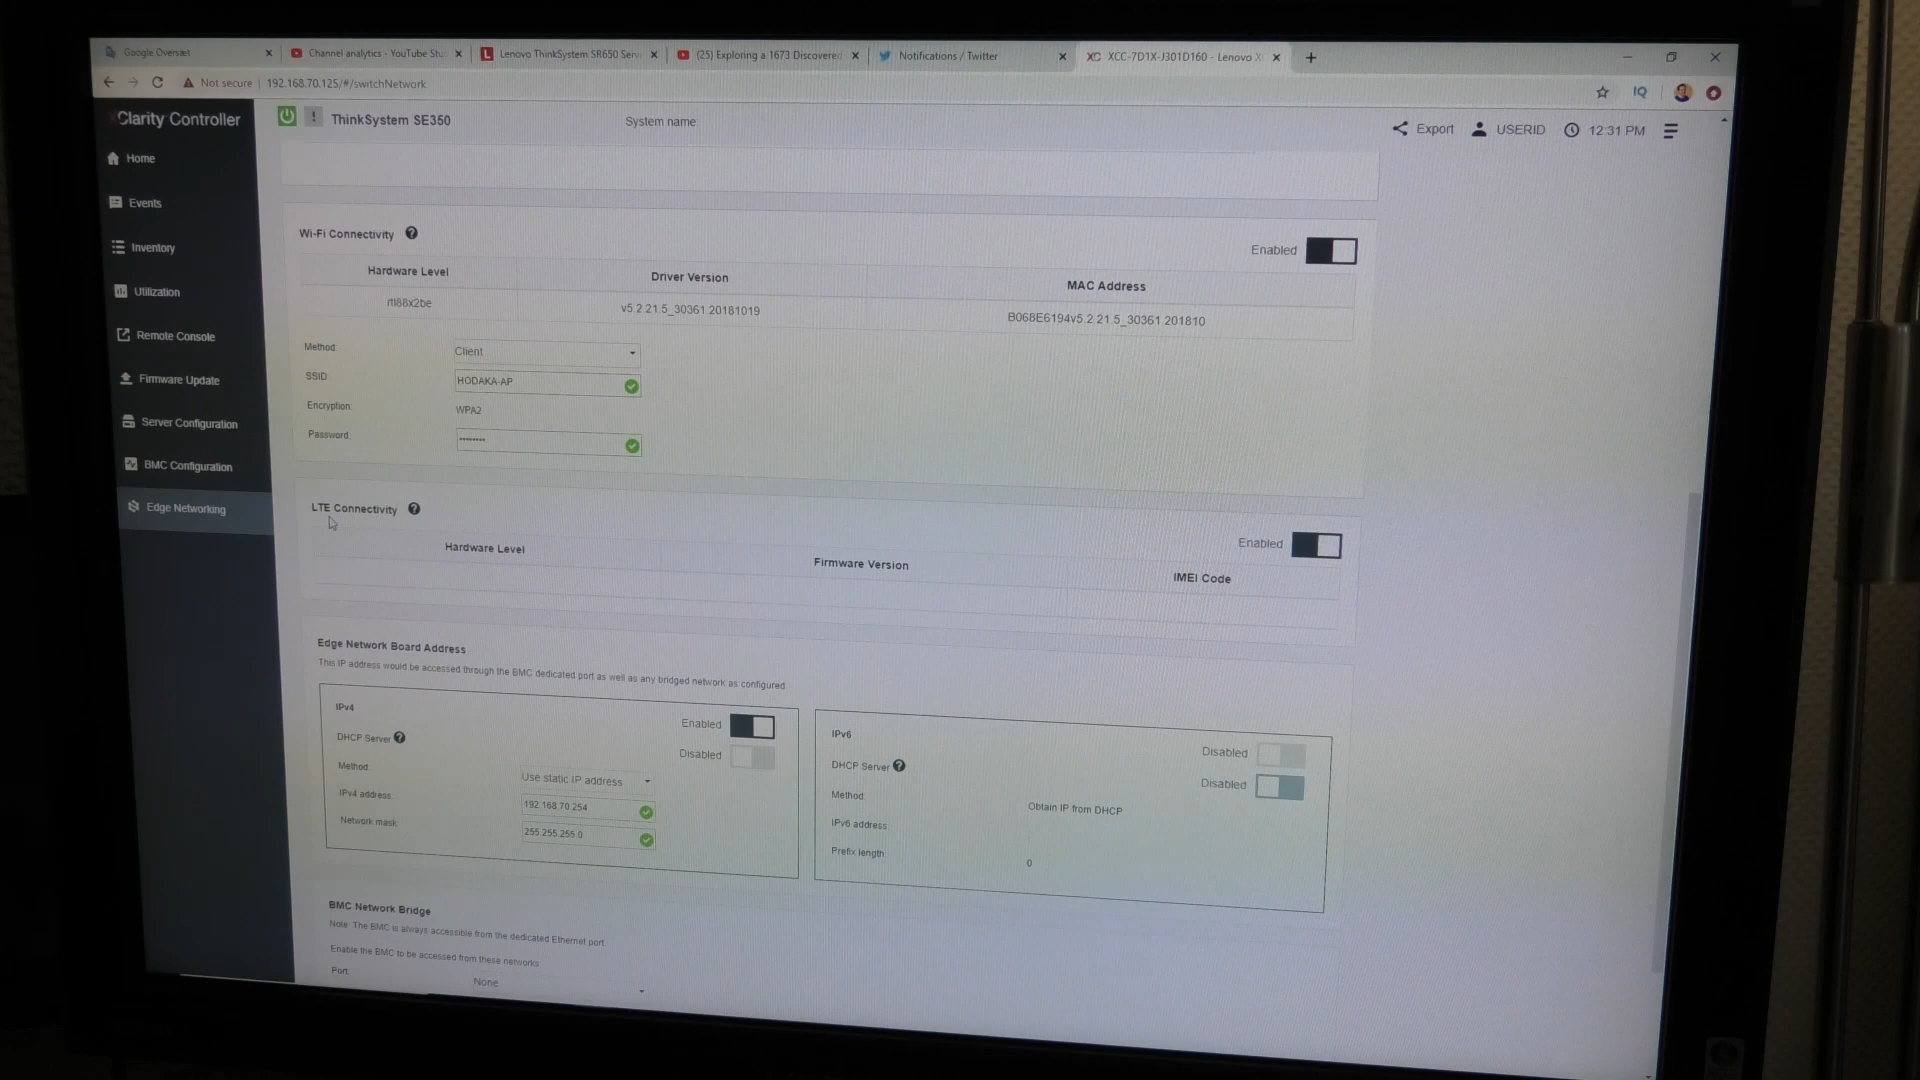 Google Oversæt
Channel analytics - YouTube Stu
Lenovo ThinkSystem SR650 Serv
(25) Exploring a 1673 Discovered
Notifications / Twitter
XC XCC-7D1X-J301D160 - Lenovo X
Not secure
192.168.70.125/#/switchNetwork
IQ
Clarity Controller
ThinkSystem SE350
System name
Export
USERID
12:31 PM
Home
Events
Inventory
Utilization
Remote Console
Firmware Update
Server Configuration
BMC Configuration
Edge Networking
Wi-Fi Connectivity
Enabled
Hardware Level
Driver Version
MAC Address
rtl88x2be
v5.2.21.5_30361.20181019
B068E6194v5.2.21.5_30361.201810
Method:
Client
SSID:
HODAKA-AP
Encryption:
WPA2
Password:
••••••••
LTE Connectivity
Enabled
Hardware Level
Firmware Version
IMEI Code
Edge Network Board Address
This IP address would be accessed through the BMC dedicated port as well as any bridged network as configured.
IPv4
Enabled
DHCP Server
Disabled
Method:
Use static IP address
IPv4 address:
192.168.70.254
Network mask:
255.255.255.0
IPv6
Disabled
DHCP Server
Disabled
Method:
Obtain IP from DHCP
IPv6 address:
Prefix length:
0
BMC Network Bridge
Note: The BMC is always accessible from the dedicated Ethernet port.
Enable the BMC to be accessed from these networks:
Port:
None